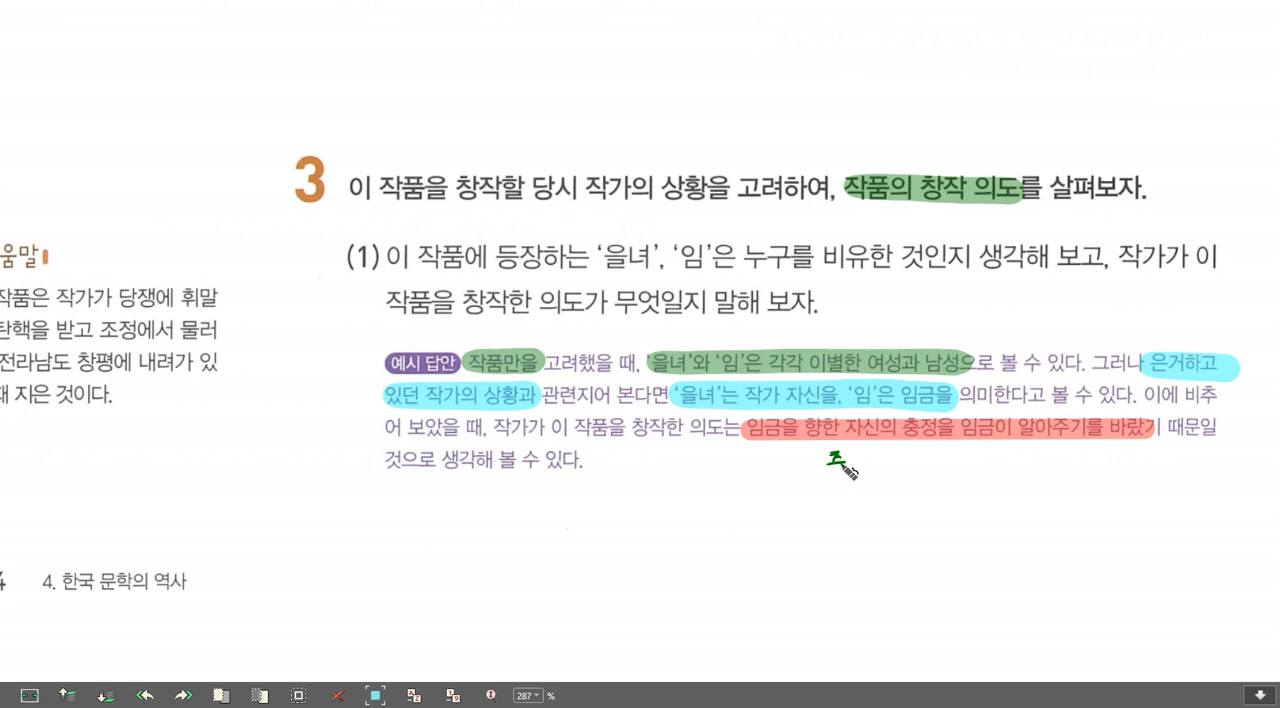 3 이 작품을 창작할 당시 작가의 상황을 고려하여, 작품의 창작 의도를 살펴보자.
(1) 이 작품에 등장하는 ‘을녀’, ‘임’은 누구를 비유한 것인지 생각해 보고, 작가가 이
작품을 창작한 의도가 무엇일지 말해 보자.
움말
작품은 작가가 당쟁에 휘말
탄핵을 받고 조정에서 물러
전라남도 창평에 내려가 있
때 지은 것이다.
예시 답안 작품만을 고려했을 때, ‘을녀’와 ‘임’은 각각 이별한 여성과 남성으로 볼 수 있다. 그러나 은거하고
있던 작가의 상황과 관련지어 본다면 ‘을녀’는 작가 자신을, ‘임’은 임금을 의미한다고 볼 수 있다. 이에 비추
어 보았을 때, 작가가 이 작품을 창작한 의도는 임금을 향한 자신의 충정을 임금이 알아주기를 바랐기 때문일
것으로 생각해 볼 수 있다.
4. 한국 문학의 역사
287 %